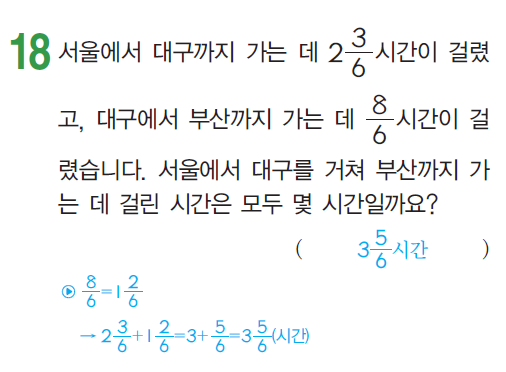 18 서울에서 대구까지 가는 데 2 3/6 시간이 걸렸
고, 대구에서 부산까지 가는 데 8/6 시간이 걸
렸습니다. 서울에서 대구를 거쳐 부산까지 가
는 데 걸린 시간은 모두 몇 시간일까요?
( 3 5/6 시간 )
▶ 8/6=1 2/6
→ 2 3/6+1 2/6=3+5/6=3 5/6(시간)